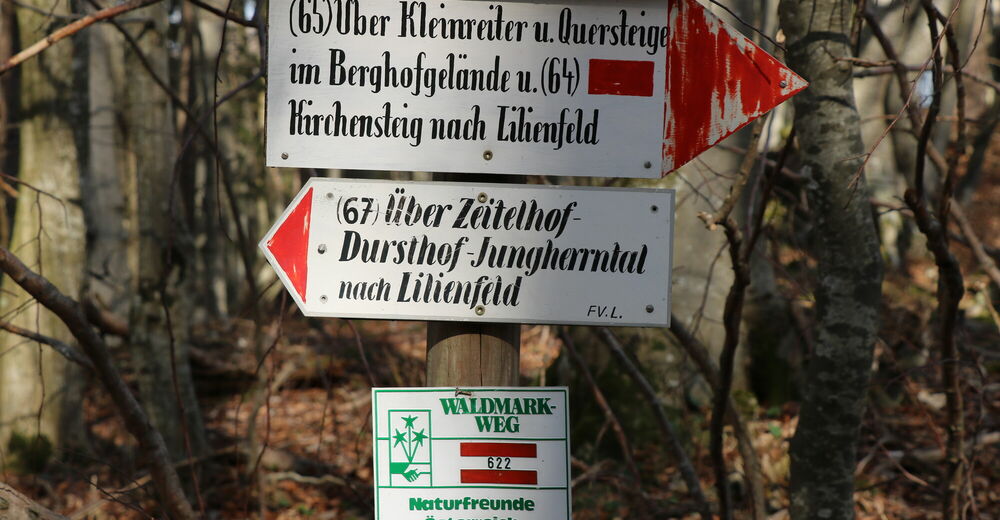 (65) Über Kleinreiter u. Quersteige
im Berghofgelände u. (64)
Kirchensteig nach Lilienfeld
(67) Über Zeitelhof-
Dursthof-Jungherrntal
nach Lilienfeld
FV.L.
WALDMARK-
WEG
622
Naturfreunde
Österreich